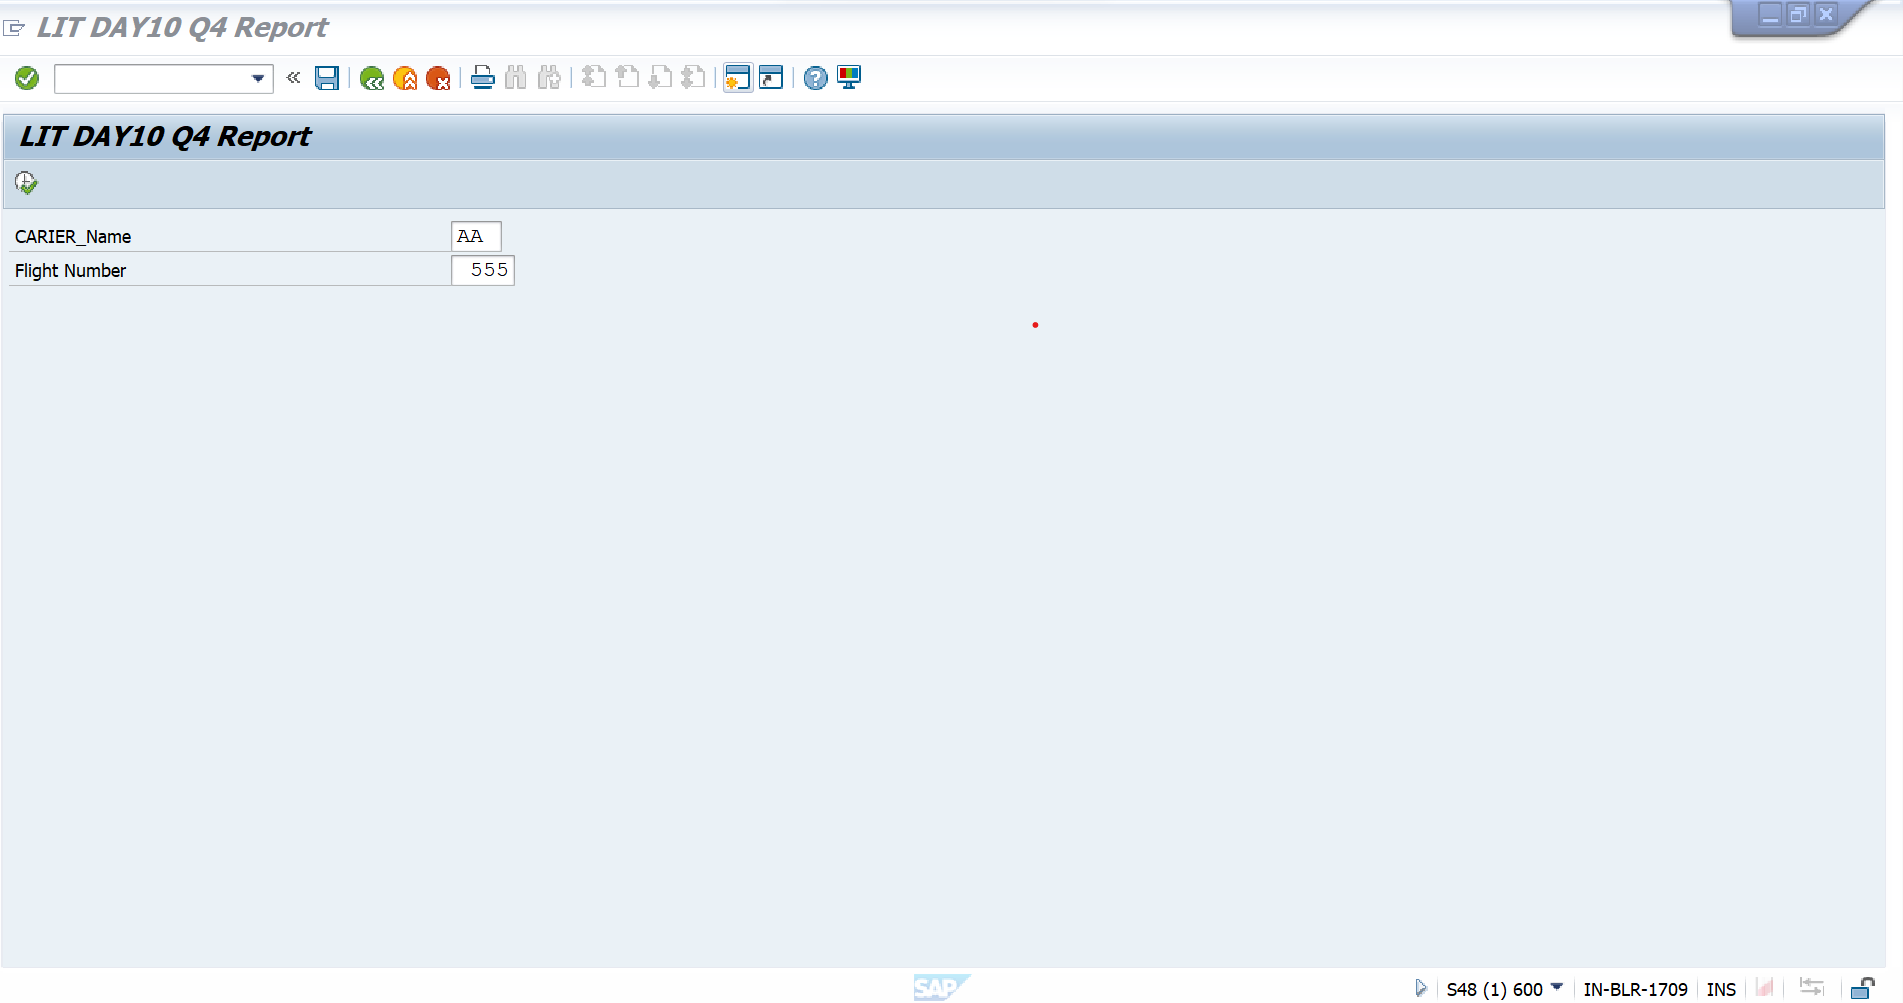 LIT DAY10 Q4 Report
LIT DAY10 Q4 Report
CARIER_Name AA
Flight Number 555
SAP
S48 (1) 600 IN-BLR-1709 INS